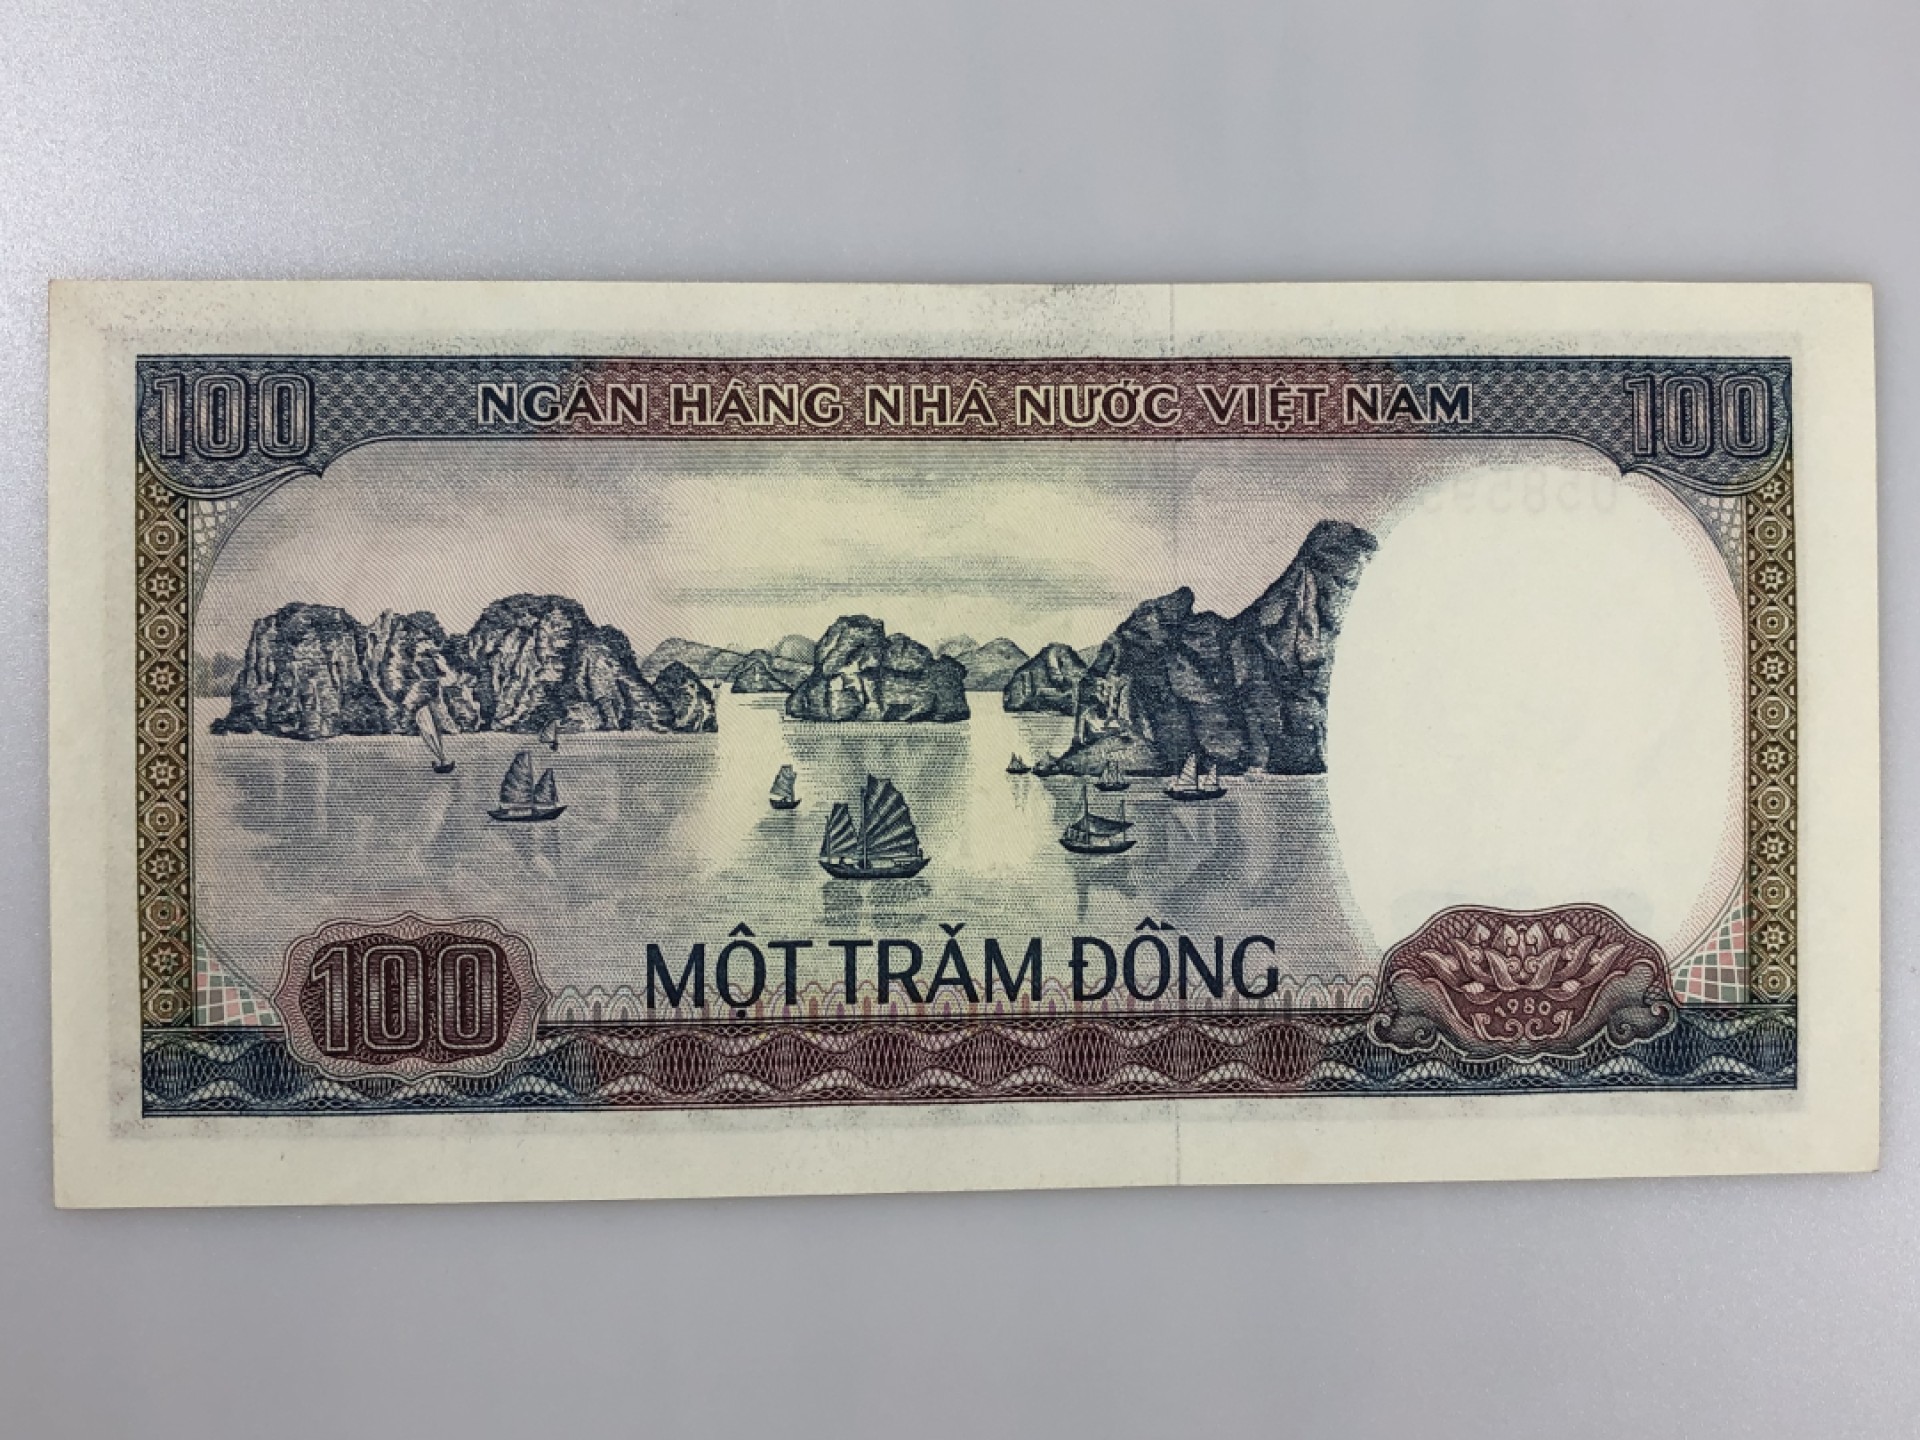 100 NGÂN HÀNG NHÀ NƯỚC VIỆT NAM 100
MỘT TRĂM ĐỒNG
100
1980